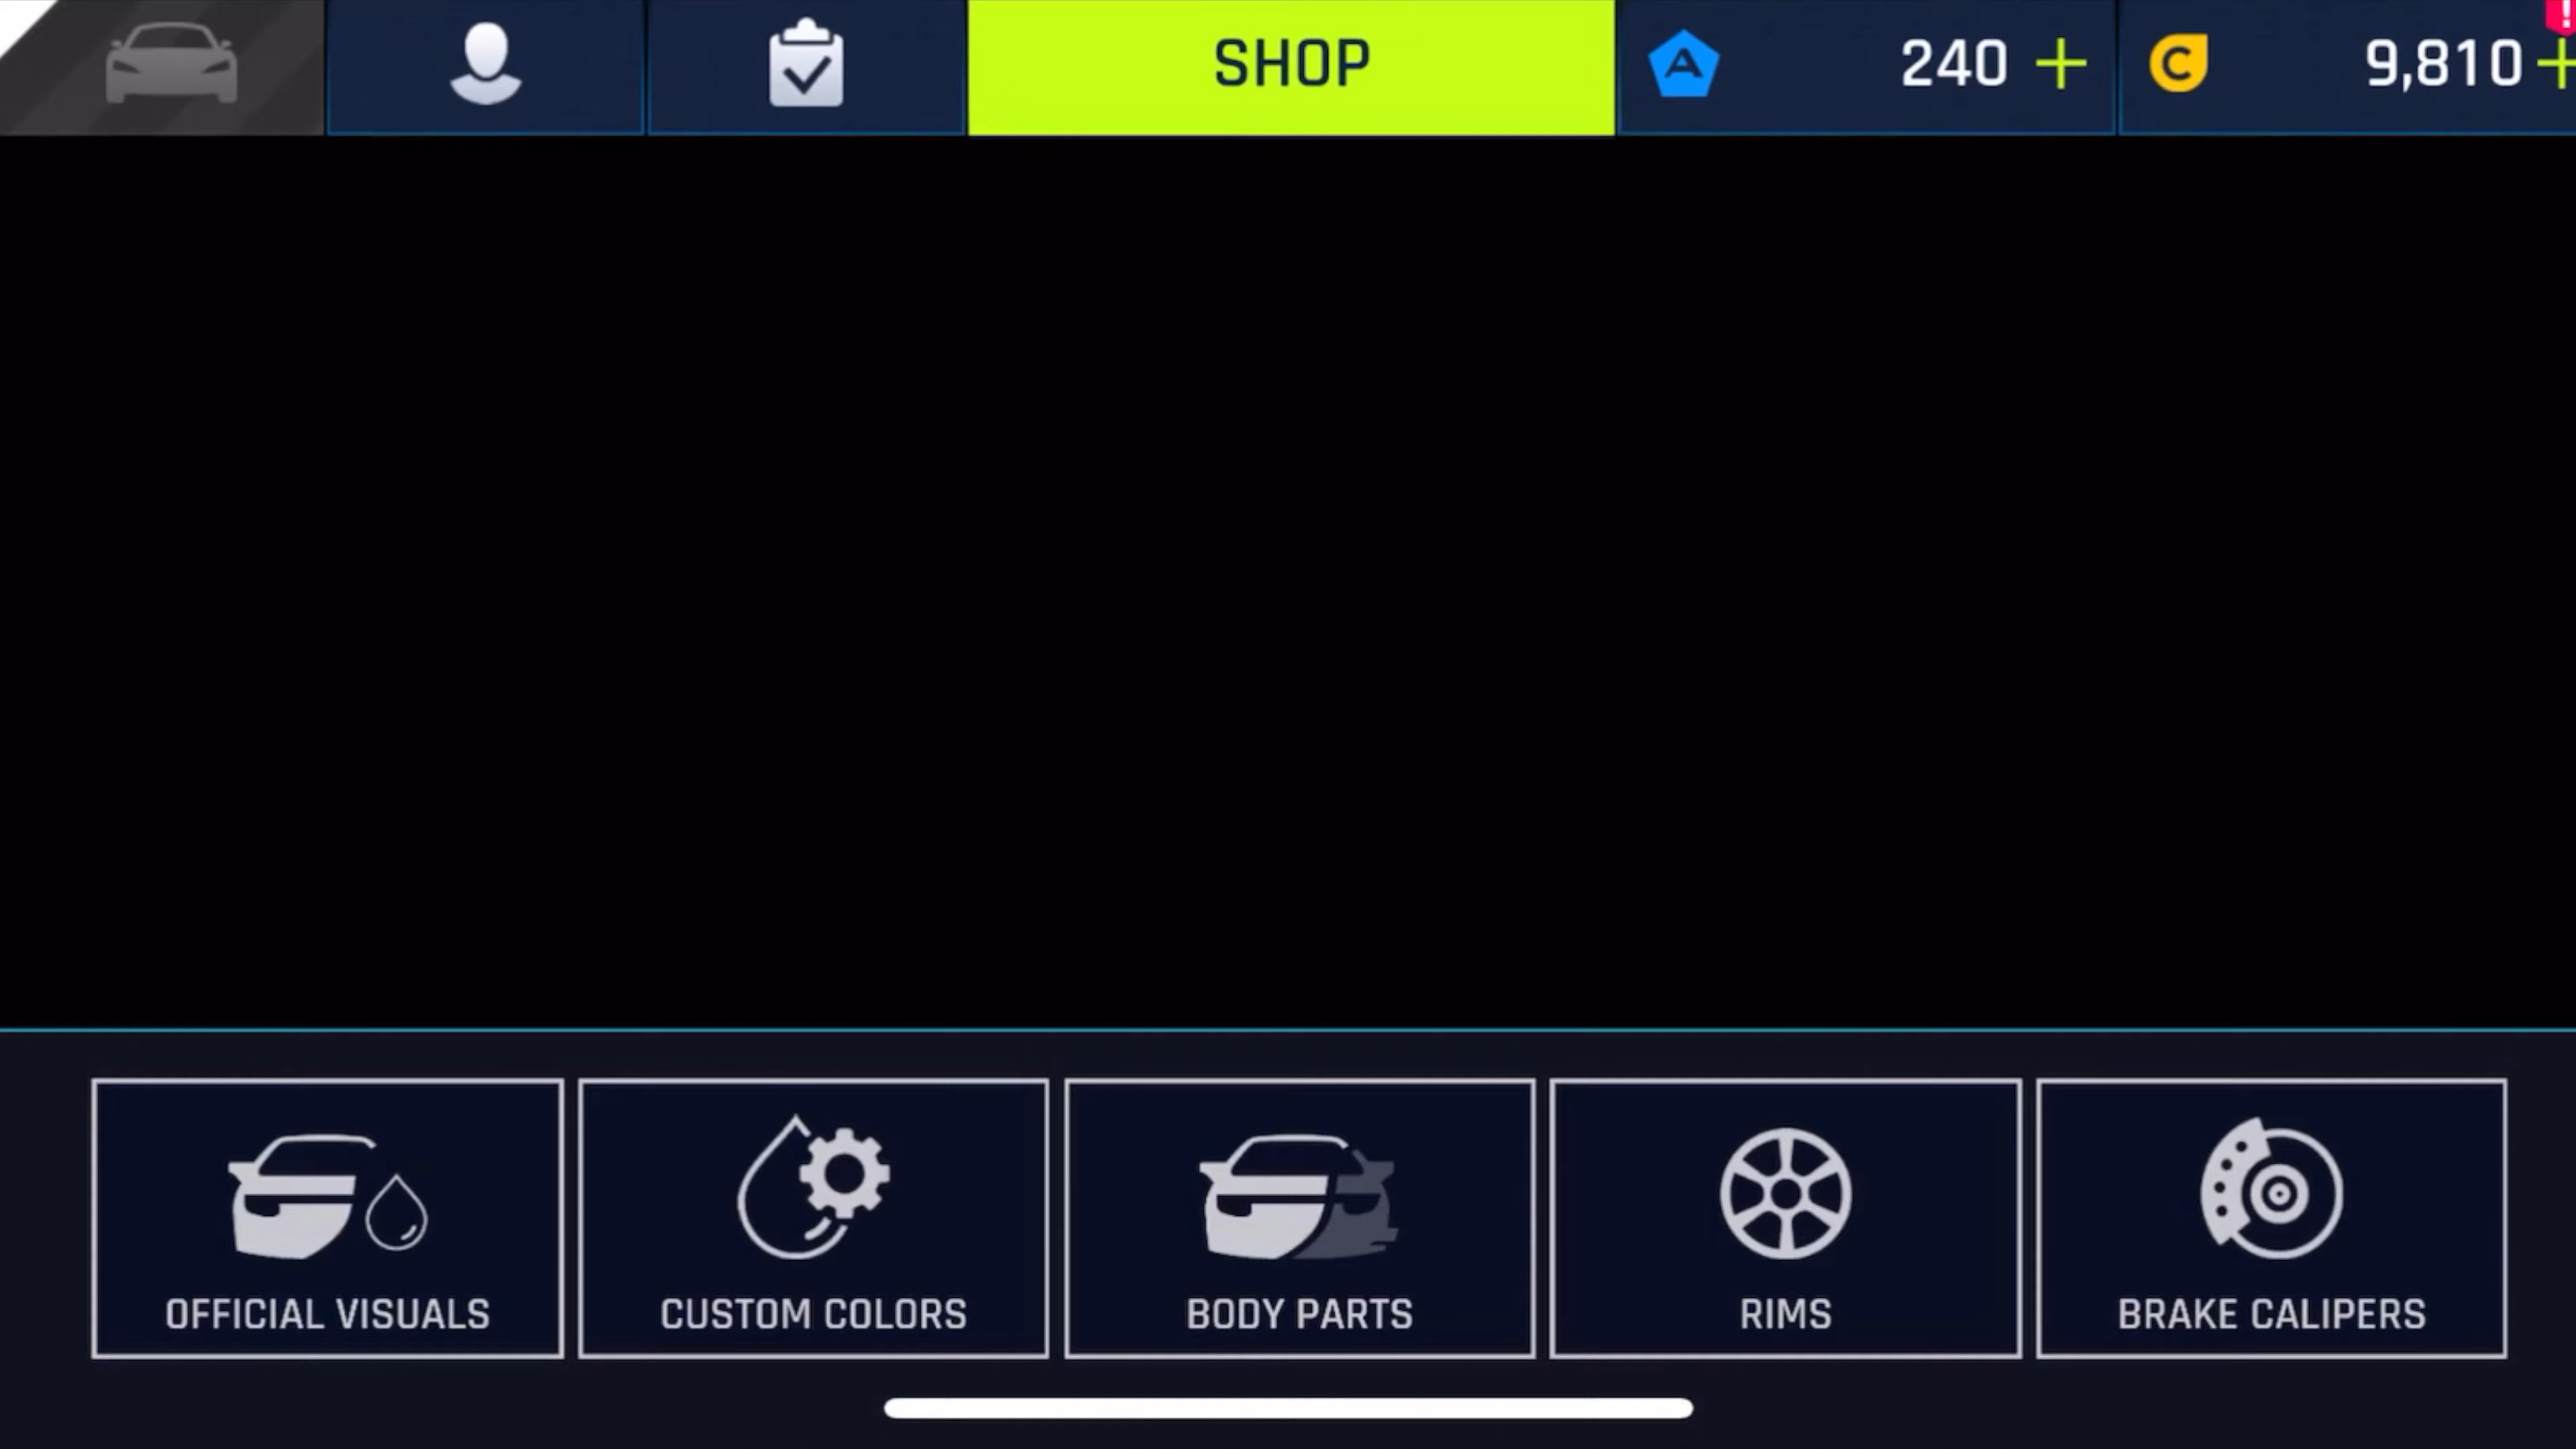 SHOP
A 240 +
C 9,810 +
!
OFFICIAL VISUALS
CUSTOM COLORS
BODY PARTS
RIMS
BRAKE CALIPERS